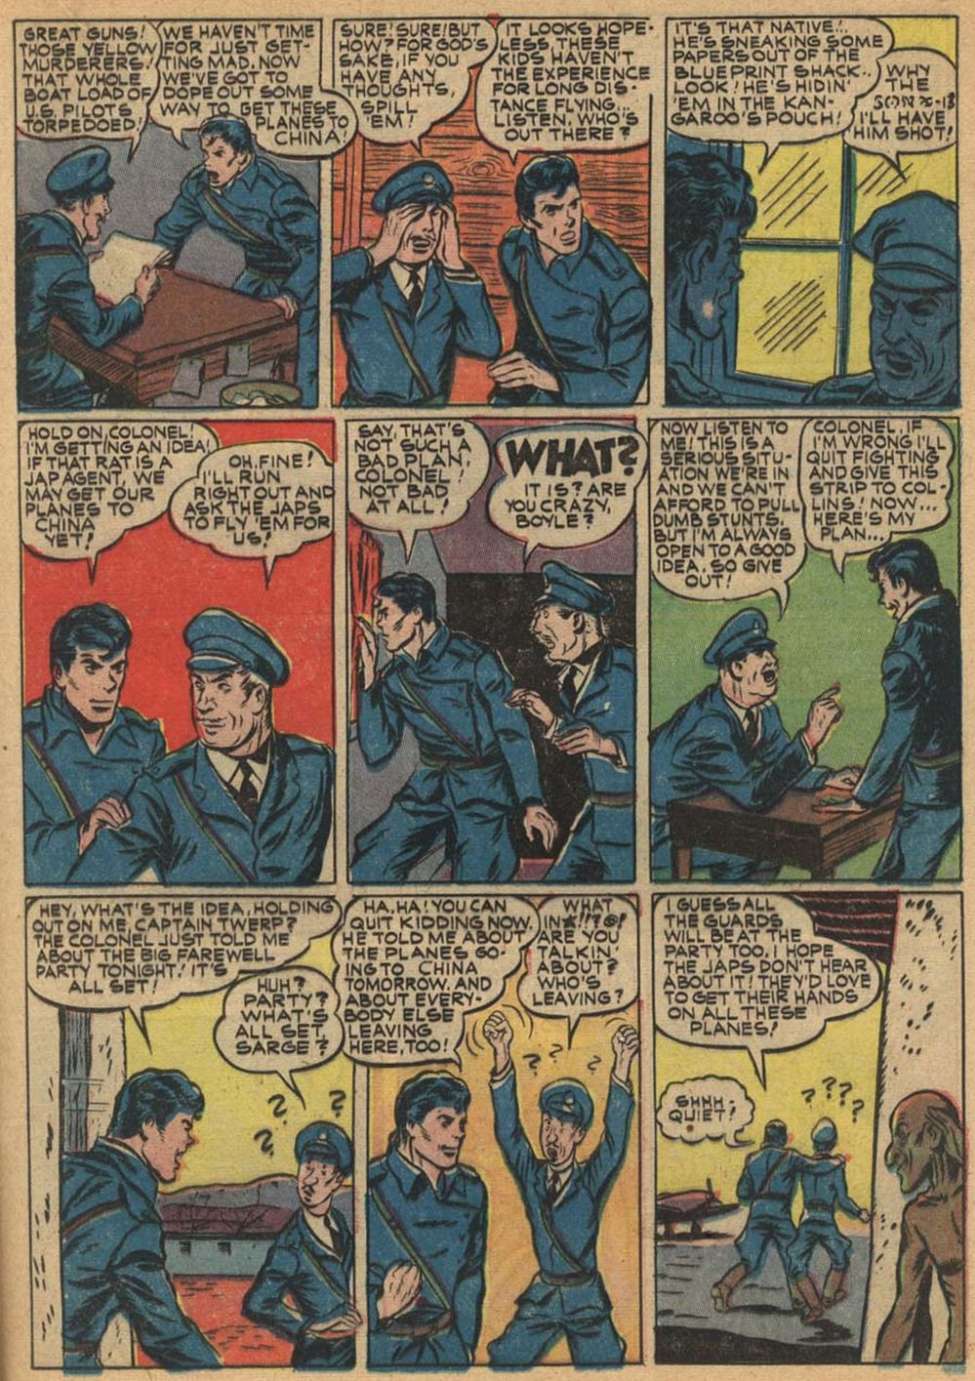 GREAT GUNS!
THOSE YELLOW
MURDERERS!
THAT WHOLE
BOAT LOAD OF
U.S. PILOTS
TORPEDOED!
WE HAVEN'T TIME
FOR JUST GET-
TING MAD. NOW
WE'VE GOT TO
DOPE OUT SOME
WAY TO GET THESE
PLANES TO
CHINA!
SURE! SURE! BUT
HOW? FOR GOD'S
SAKE, IF YOU
HAVE ANY
THOUGHTS,
SPILL
'EM!
IT LOOKS HOPE-
LESS. THESE
KIDS HAVEN'T
THE EXPERIENCE
FOR LONG DIS-
TANCE FLYING...
LISTEN. WHO'S
OUT THERE?
IT'S THAT NATIVE!
HE'S SNEAKING SOME
PAPERS OUT OF THE
BLUEPRINT SHACK..
LOOK! HE'S HIDIN'
'EM IN THE KAN-
GAROO'S POUCH!
WHY
THE
I'LL HAVE
HIM SHOT!
HOLD ON, COLONEL!
I'M GETTING AN IDEA!
IF THAT RAT IS A
JAP AGENT, WE
MAY GET OUR
PLANES TO
CHINA
YET!
OH, FINE!
I'LL RUN
RIGHT OUT AND
ASK THE JAPS
TO FLY 'EM FOR
US!
SAY, THAT'S
NOT SUCH A
BAD PLAN,
COLONEL!
NOT BAD
AT ALL!
WHAT?
IT IS? ARE
YOU CRAZY,
BOYLE?
NOW LISTEN TO
ME! THIS IS A
SERIOUS SITU-
ATION WE'RE IN
AND WE CAN'T
AFFORD TO PULL
DUMB STUNTS.
BUT I'M ALWAYS
OPEN TO A GOOD
IDEA. SO GIVE
OUT!
COLONEL, IF
I'M WRONG I'LL
QUIT FIGHTING
AND GIVE THIS
STRIP TO COL-
LINS! NOW...
HERE'S MY
PLAN...
HEY, WHAT'S THE IDEA, HOLDING
OUT ON ME, CAPTAIN TWERP?
THE COLONEL JUST TOLD ME
ABOUT THE BIG FAREWELL
PARTY TONIGHT! IT'S
ALL SET!
HUH?
PARTY?
WHAT'S
ALL SET,
SARGE?
?
?
?
HA, HA! YOU CAN
QUIT KIDDING NOW.
HE TOLD ME ABOUT
THE PLANES GO-
ING TO CHINA
TOMORROW. AND
ABOUT EVERY-
BODY ELSE
LEAVING
HERE, TOO!
WHAT
IN*!!?@!
ARE YOU
TALKIN'
ABOUT?
WHO'S
LEAVING?
? ? ?
I GUESS ALL
THE GUARDS
WILL BE AT THE
PARTY TOO. I HOPE
THE JAPS DON'T HEAR
ABOUT IT! THEY'D LOVE
TO GET THEIR HANDS
ON ALL THESE
PLANES!
SHHH-
QUIET!
????